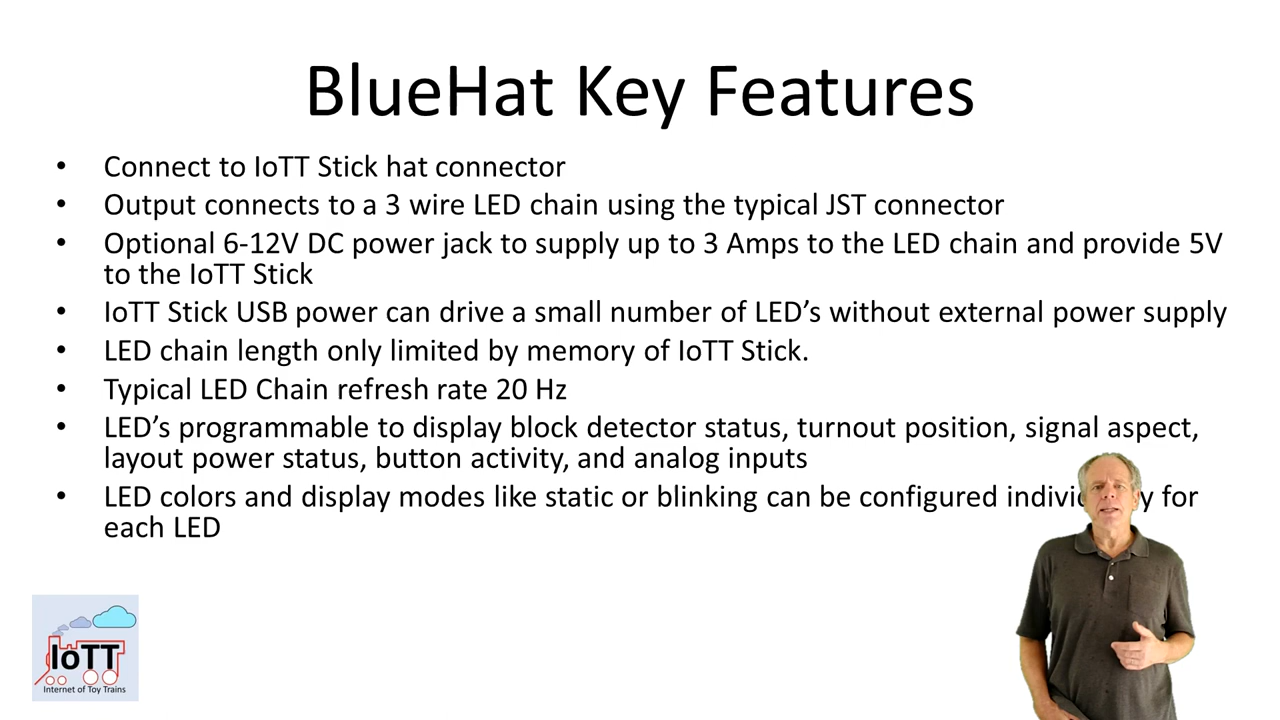 BlueHat Key Features
• Connect to IoTT Stick hat connector
• Output connects to a 3 wire LED chain using the typical JST connector
• Optional 6-12V DC power jack to supply up to 3 Amps to the LED chain and provide 5V
to the IoTT Stick
• IoTT Stick USB power can drive a small number of LED’s without external power supply
• LED chain length only limited by memory of IoTT Stick.
• Typical LED Chain refresh rate 20 Hz
• LED’s programmable to display block detector status, turnout position, signal aspect,
layout power status, button activity, and analog inputs
• LED colors and display modes like static or blinking can be configured for
each LED
IoTT
Internet of Toy Trains